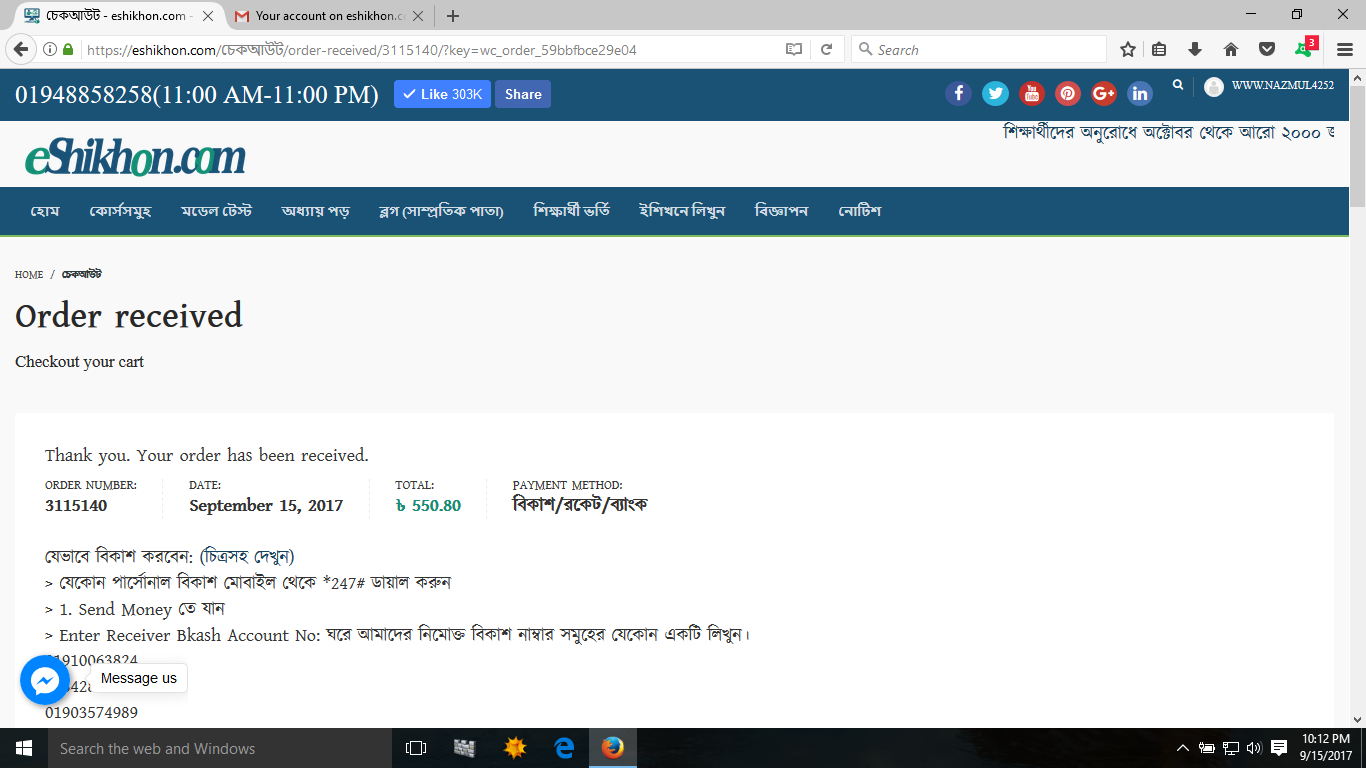 চেকআউট - eshikhon.com -
Your account on eshikhon.c
https://eshikhon.com/চেকআউট/order-received/3115140/?key=wc_order_59bbfbce29e04
Search
3
01948858258(11:00 AM-11:00 PM)
Like 303K
Share
WWW.NAZMUL4252
eShikhon.com
শিক্ষার্থীদের অনুরোধে অক্টোবর থেকে আরো ২০০০ জ
হোম কোর্সসমুহ মডেল টেস্ট অধ্যায় পড় ব্লগ (সাম্প্রতিক পাতা) শিক্ষার্থী ভর্তি ইশিখনে লিখুন বিজ্ঞাপন নোটিশ
HOME / চেকআউট
Order received
Checkout your cart
Thank you. Your order has been received.
ORDER NUMBER: DATE: TOTAL: PAYMENT METHOD:
3115140 September 15, 2017 ৳ 550.80 বিকাশ/রকেট/ব্যাংক
যেভাবে বিকাশ করবেন: (চিত্রসহ দেখুন)
> যেকোন পার্সোনাল বিকাশ মোবাইল থেকে *247# ডায়াল করুন
> 1. Send Money তে যান
> Enter Receiver Bkash Account No: ঘরে আমাদের নিমোক্ত বিকাশ নাম্বার সমুহের যেকোন একটি লিখুন।
01910063824
Message us
01903574989
Search the web and Windows
10:12 PM
9/15/2017